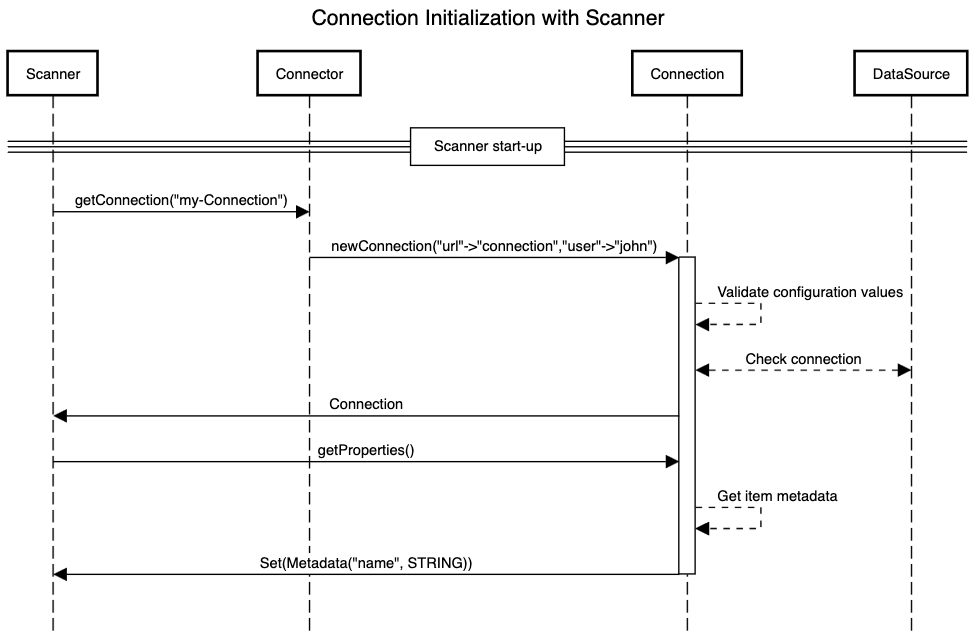 Connection Initialization with Scanner
Scanner
Connector
Connection
DataSource
Scanner start-up
getConnection("my-Connection")
newConnection("url"->"connection","user"->"john")
Validate configuration values
Check connection
Connection
getProperties()
Get item metadata
Set(Metadata("name", STRING))